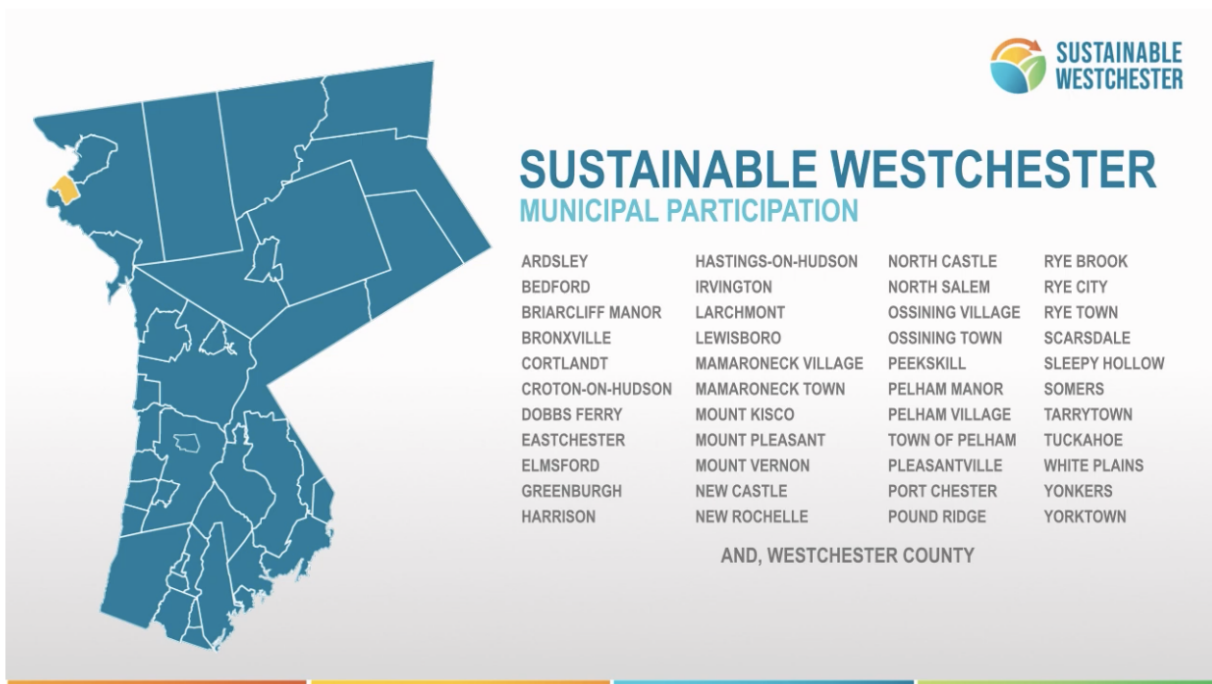 SUSTAINABLE
WESTCHESTER
SUSTAINABLE WESTCHESTER
MUNICIPAL PARTICIPATION
ARDSLEY
BEDFORD
BRIARCLIFF MANOR
BRONXVILLE
CORTLANDT
CROTON-ON-HUDSON
DOBBS FERRY
EASTCHESTER
ELMSFORD
GREENBURGH
HARRISON
HASTINGS-ON-HUDSON
IRVINGTON
LARCHMONT
LEWISBORO
MAMARONECK VILLAGE
MAMARONECK TOWN
MOUNT KISCO
MOUNT PLEASANT
MOUNT VERNON
NEW CASTLE
NEW ROCHELLE
NORTH CASTLE
NORTH SALEM
OSSINING VILLAGE
OSSINING TOWN
PEEKSKILL
PELHAM MANOR
PELHAM VILLAGE
TOWN OF PELHAM
PLEASANTVILLE
PORT CHESTER
POUND RIDGE
RYE BROOK
RYE CITY
RYE TOWN
SCARSDALE
SLEEPY HOLLOW
SOMERS
TARRYTOWN
TUCKAHOE
WHITE PLAINS
YONKERS
YORKTOWN
AND, WESTCHESTER COUNTY